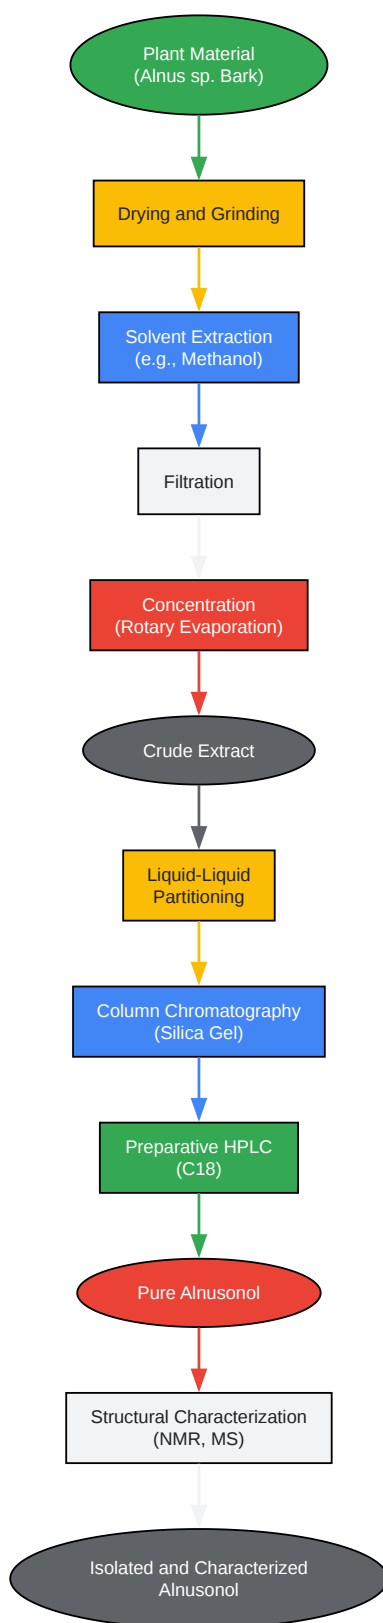 Plant Material
(Alnus sp. Bark)
Drying and Grinding
Solvent Extraction
(e.g., Methanol)
Filtration
Concentration
(Rotary Evaporation)
Crude Extract
Liquid-Liquid
Partitioning
Column Chromatography
(Silica Gel)
Preparative HPLC
(C18)
Pure Alnusonol
Structural Characterization
(NMR, MS)
Isolated and Characterized
Alnusonol